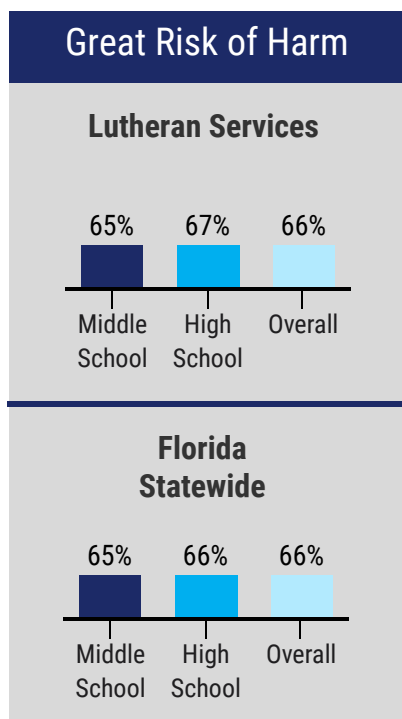 Great Risk of Harm
Lutheran Services
65% 67% 66%
Middle High Overall
School School
Florida
Statewide
65% 66% 66%
Middle High Overall
School School